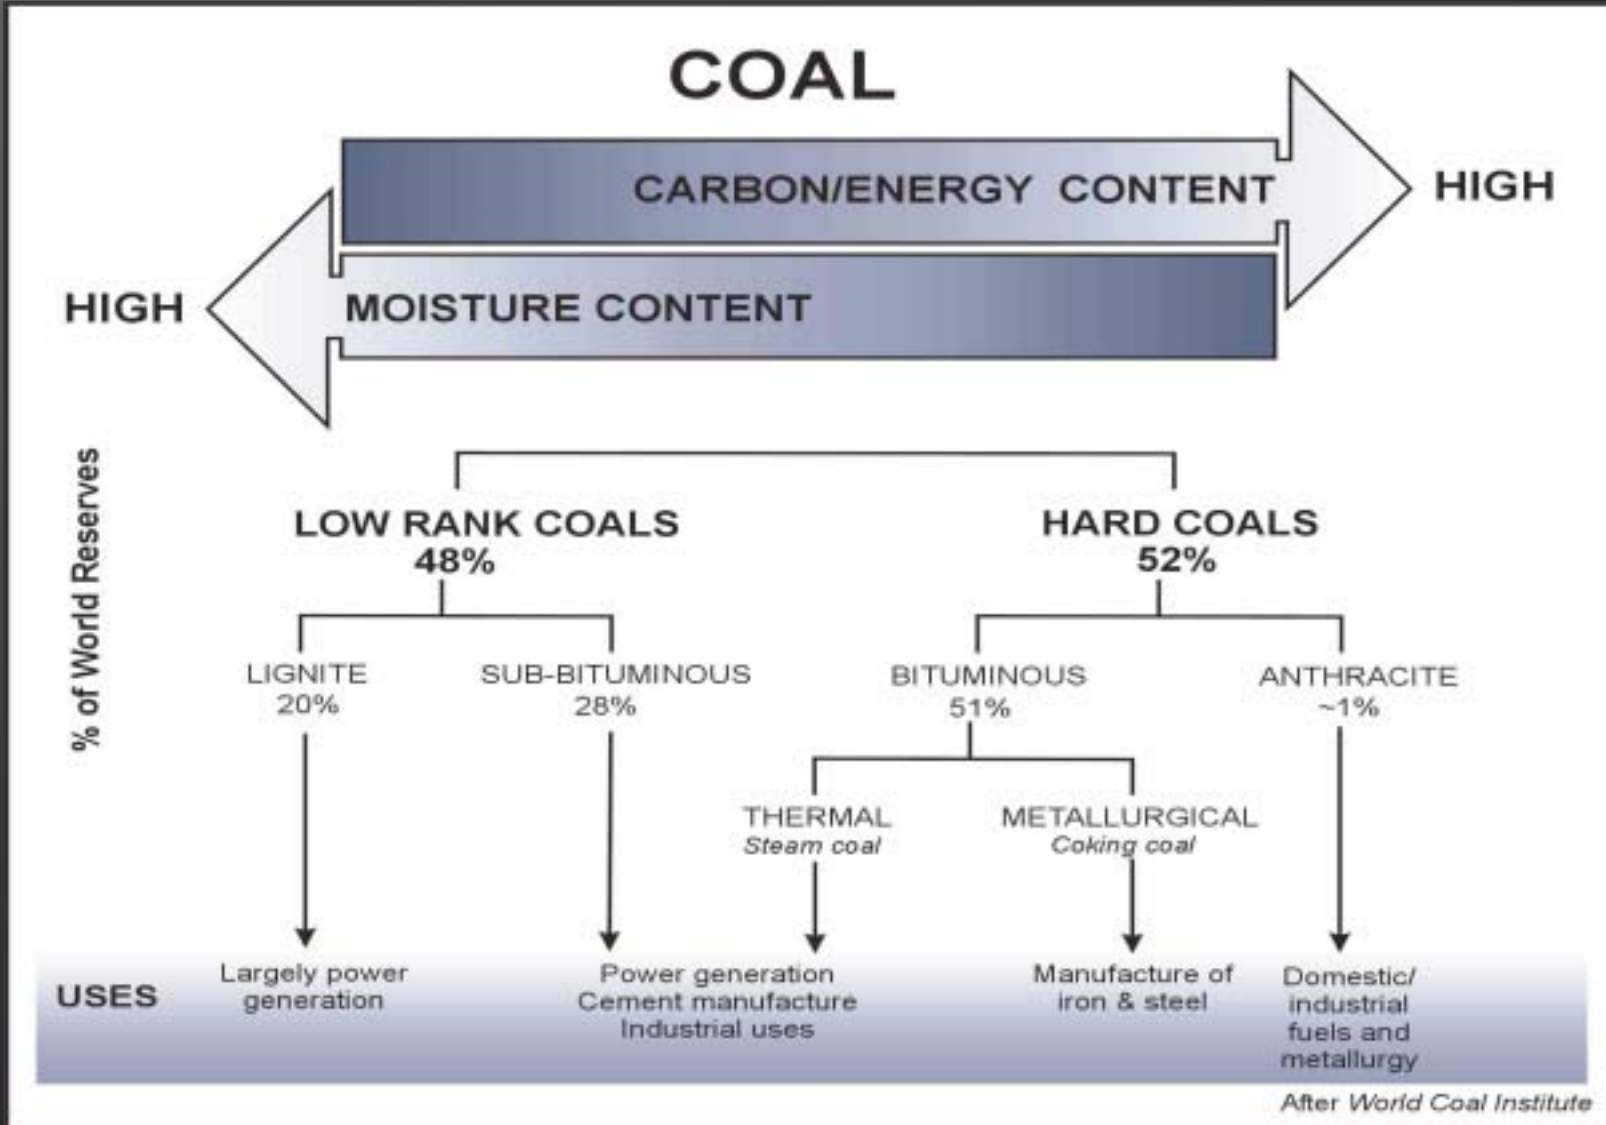 COAL
CARBON/ENERGY CONTENT
HIGH
HIGH
MOISTURE CONTENT
% of World Reserves
LOW RANK COALS
48%
HARD COALS
52%
LIGNITE
20%
SUB-BITUMINOUS
28%
BITUMINOUS
51%
ANTHRACITE
~1%
THERMAL
Steam coal
METALLURGICAL
Coking coal
USES
Largely power
generation
Power generation
Cement manufacture
Industrial uses
Manufacture of
iron & steel
Domestic/
industrial
fuels and
metallurgy
After World Coal Institute